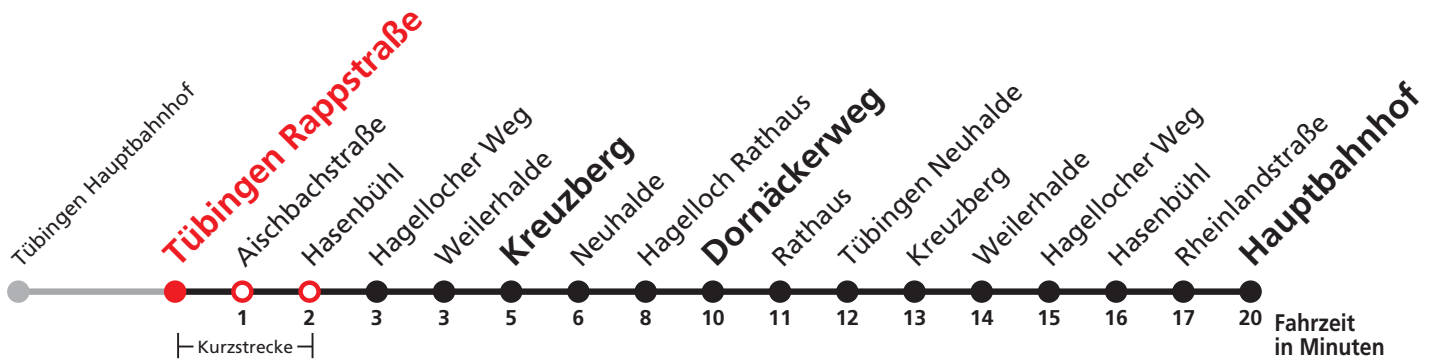 Tübingen Hauptbahnhof
Tübingen Rappstraße
Aischbachstraße
Hasenbühl
Hagellocher Weg
Weilerhalde
Kreuzberg
Neuhalde
Hagelloch Rathaus
Dornäckerweg
Rathaus
Tübingen Neuhalde
Kreuzberg
Weilerhalde
Hagellocher Weg
Hasenbühl
Rheinlandstraße
Hauptbahnhof
1 2 3 3 5 6 8 10 11 12 13 14 15 16 17 20
Fahrzeit
in Minuten
Kurzstrecke